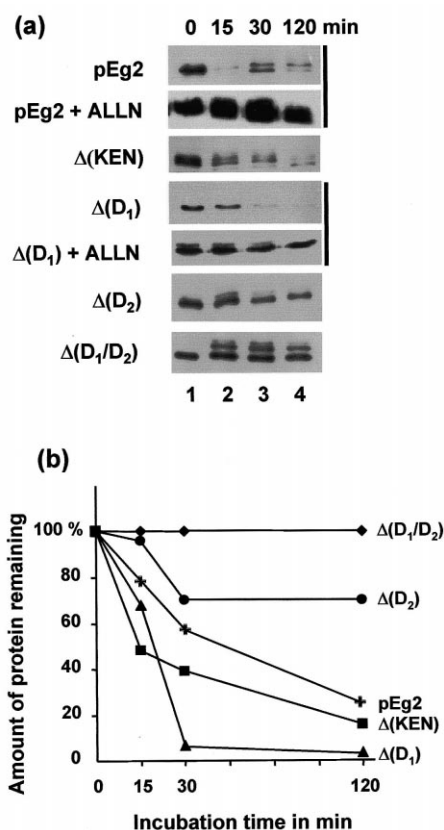 (a)
0 15 30 120 min
pEg2
pEg2 + ALLN
Δ(KEN)
Δ(D₁)
Δ(D₁) + ALLN
Δ(D₂)
Δ(D₁/D₂)
1 2 3 4
(b)
Amount of protein remaining
100 %
80
60
40
20
0
Δ(D₁/D₂)
Δ(D₂)
pEg2
Δ(KEN)
Δ(D₁)
0 15 30 120
Incubation time in min